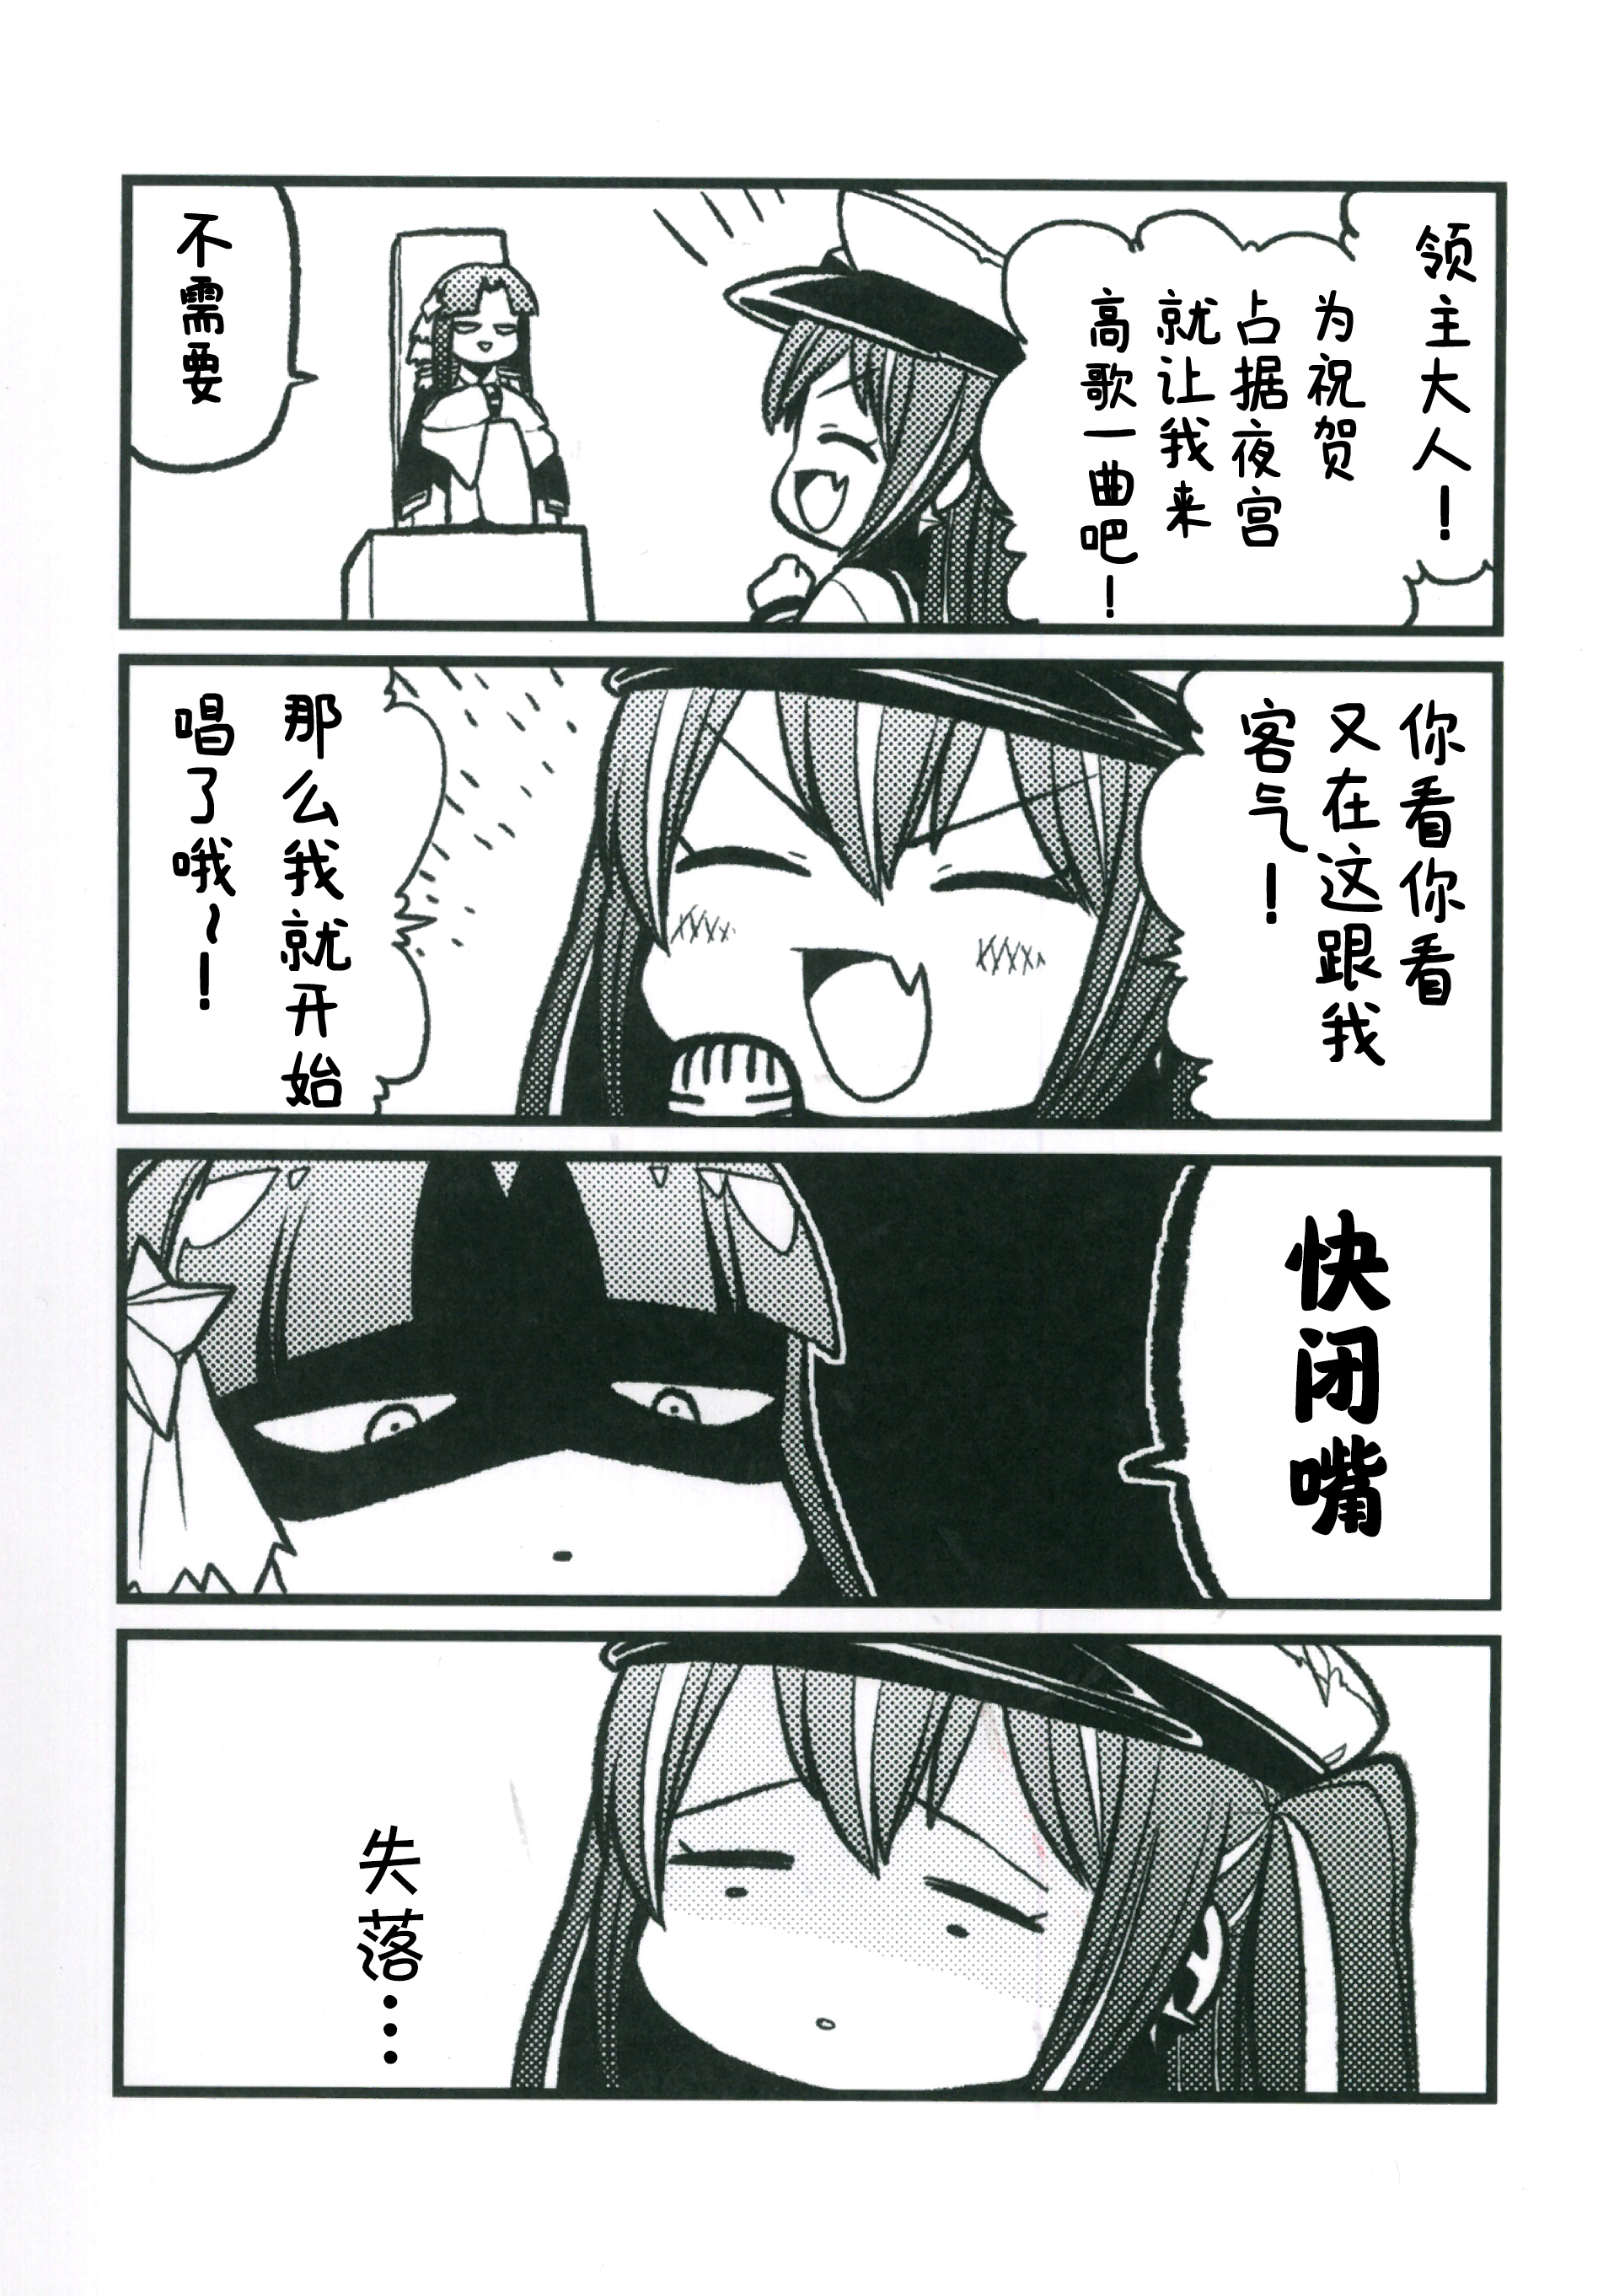 领主大人！
为祝贺
占据夜宫
就让我来
高歌一曲吧！
不需要
你看你看
又在这跟我
客气！
那么我就开始
唱了哦~！
快闭嘴
失落……